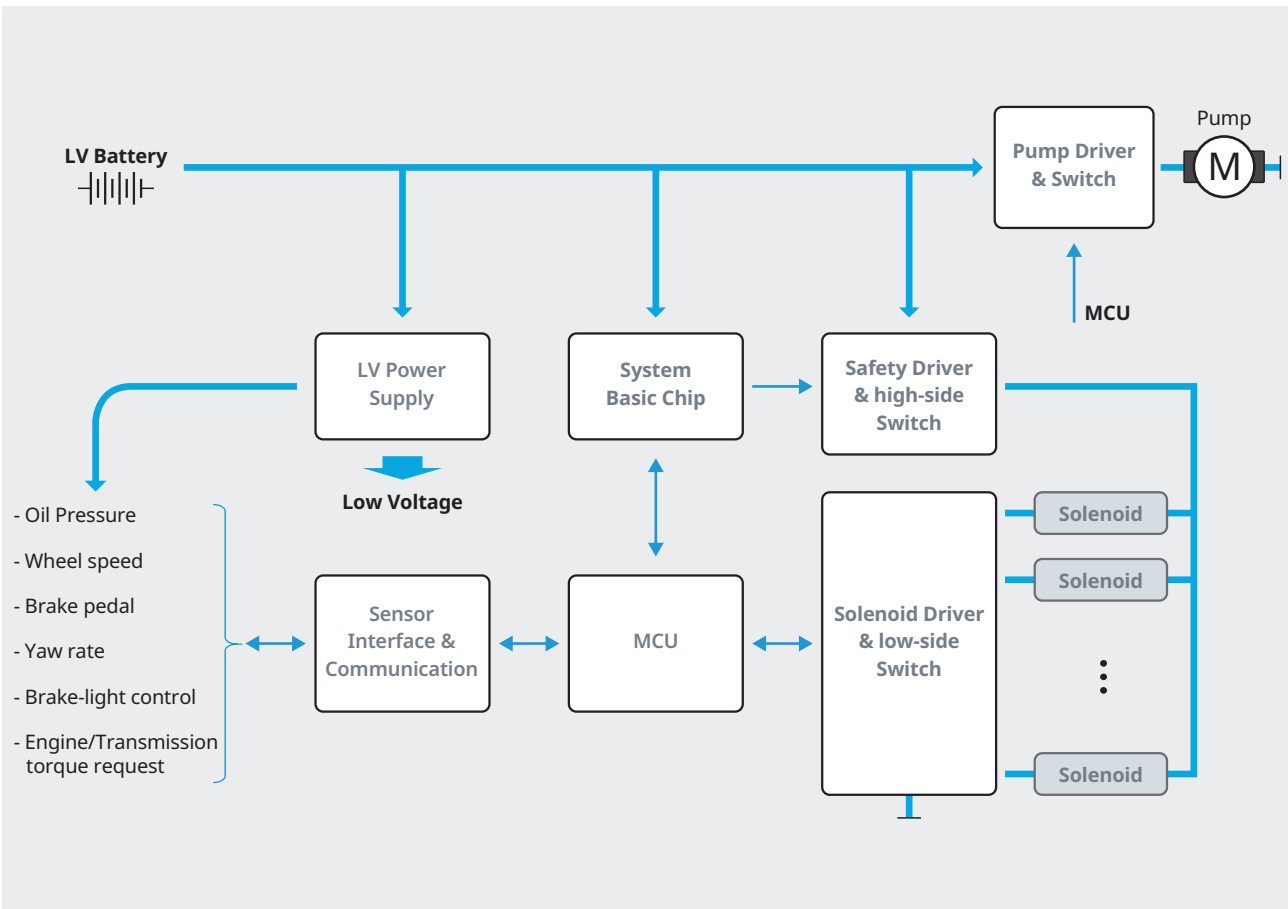 LV Battery
Pump Driver
& Switch
Pump
M
MCU
LV Power
Supply
System
Basic Chip
Safety Driver
& high-side
Switch
Low Voltage
- Oil Pressure
- Wheel speed
- Brake pedal
- Yaw rate
- Brake-light control
- Engine/Transmission
torque request
Sensor
Interface &
Communication
MCU
Solenoid Driver
& low-side
Switch
Solenoid
Solenoid
Solenoid